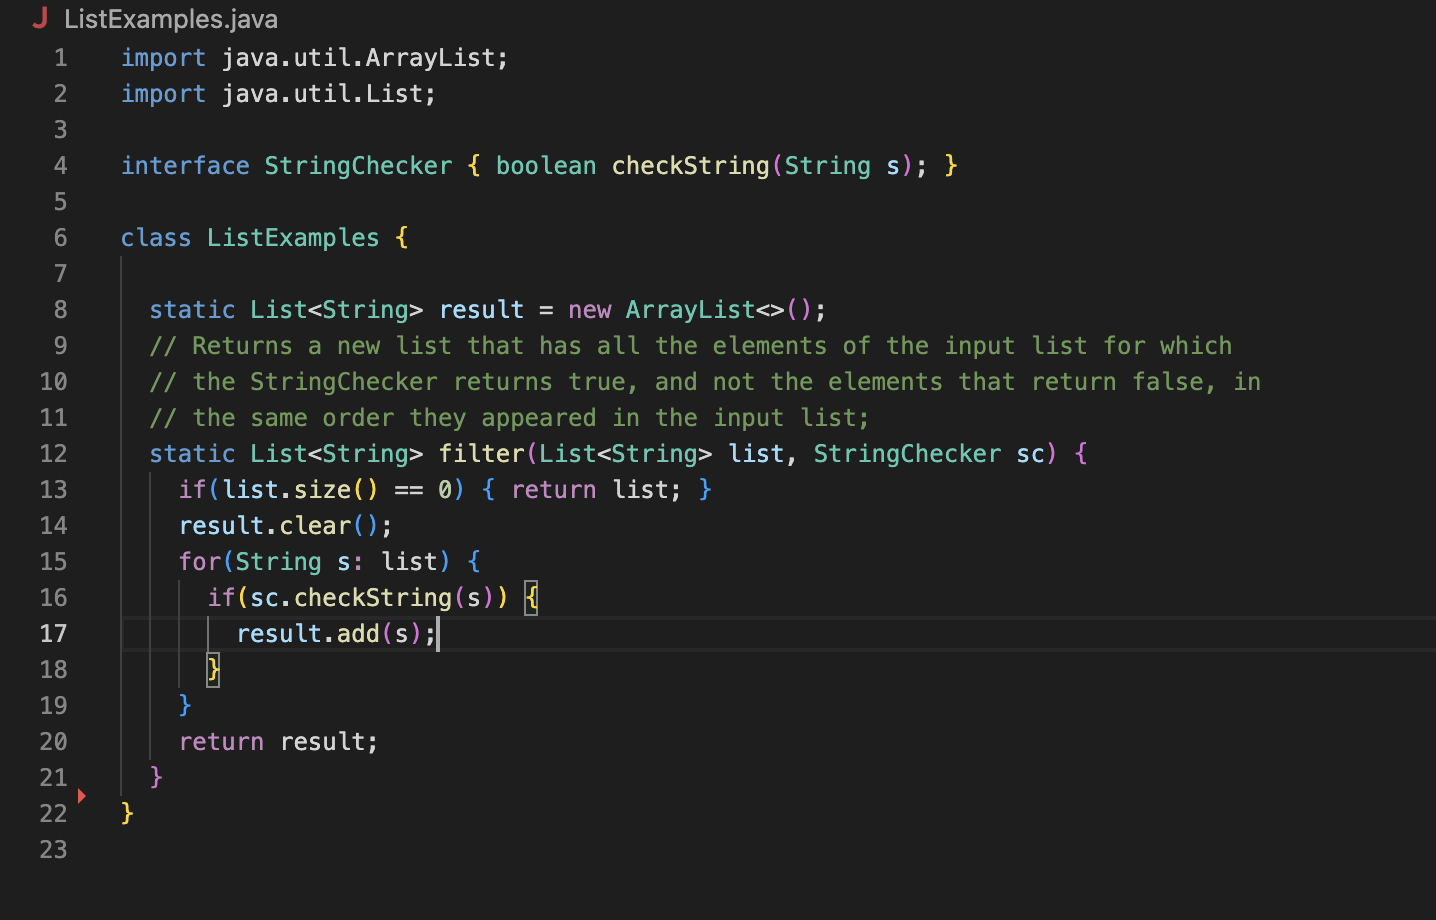 ListExamples.java
1 import java.util.ArrayList;
2 import java.util.List;
3
4 interface StringChecker { boolean checkString(String s); }
5
6 class ListExamples {
7
8   static List<String> result = new ArrayList<>();
9   // Returns a new list that has all the elements of the input list for which
10   // the StringChecker returns true, and not the elements that return false, in
11   // the same order they appeared in the input list;
12   static List<String> filter(List<String> list, StringChecker sc) {
13     if(list.size() == 0) { return list; }
14     result.clear();
15     for(String s: list) {
16       if(sc.checkString(s)) {
17         result.add(s);
18       }
19     }
20     return result;
21   }
22 }
23